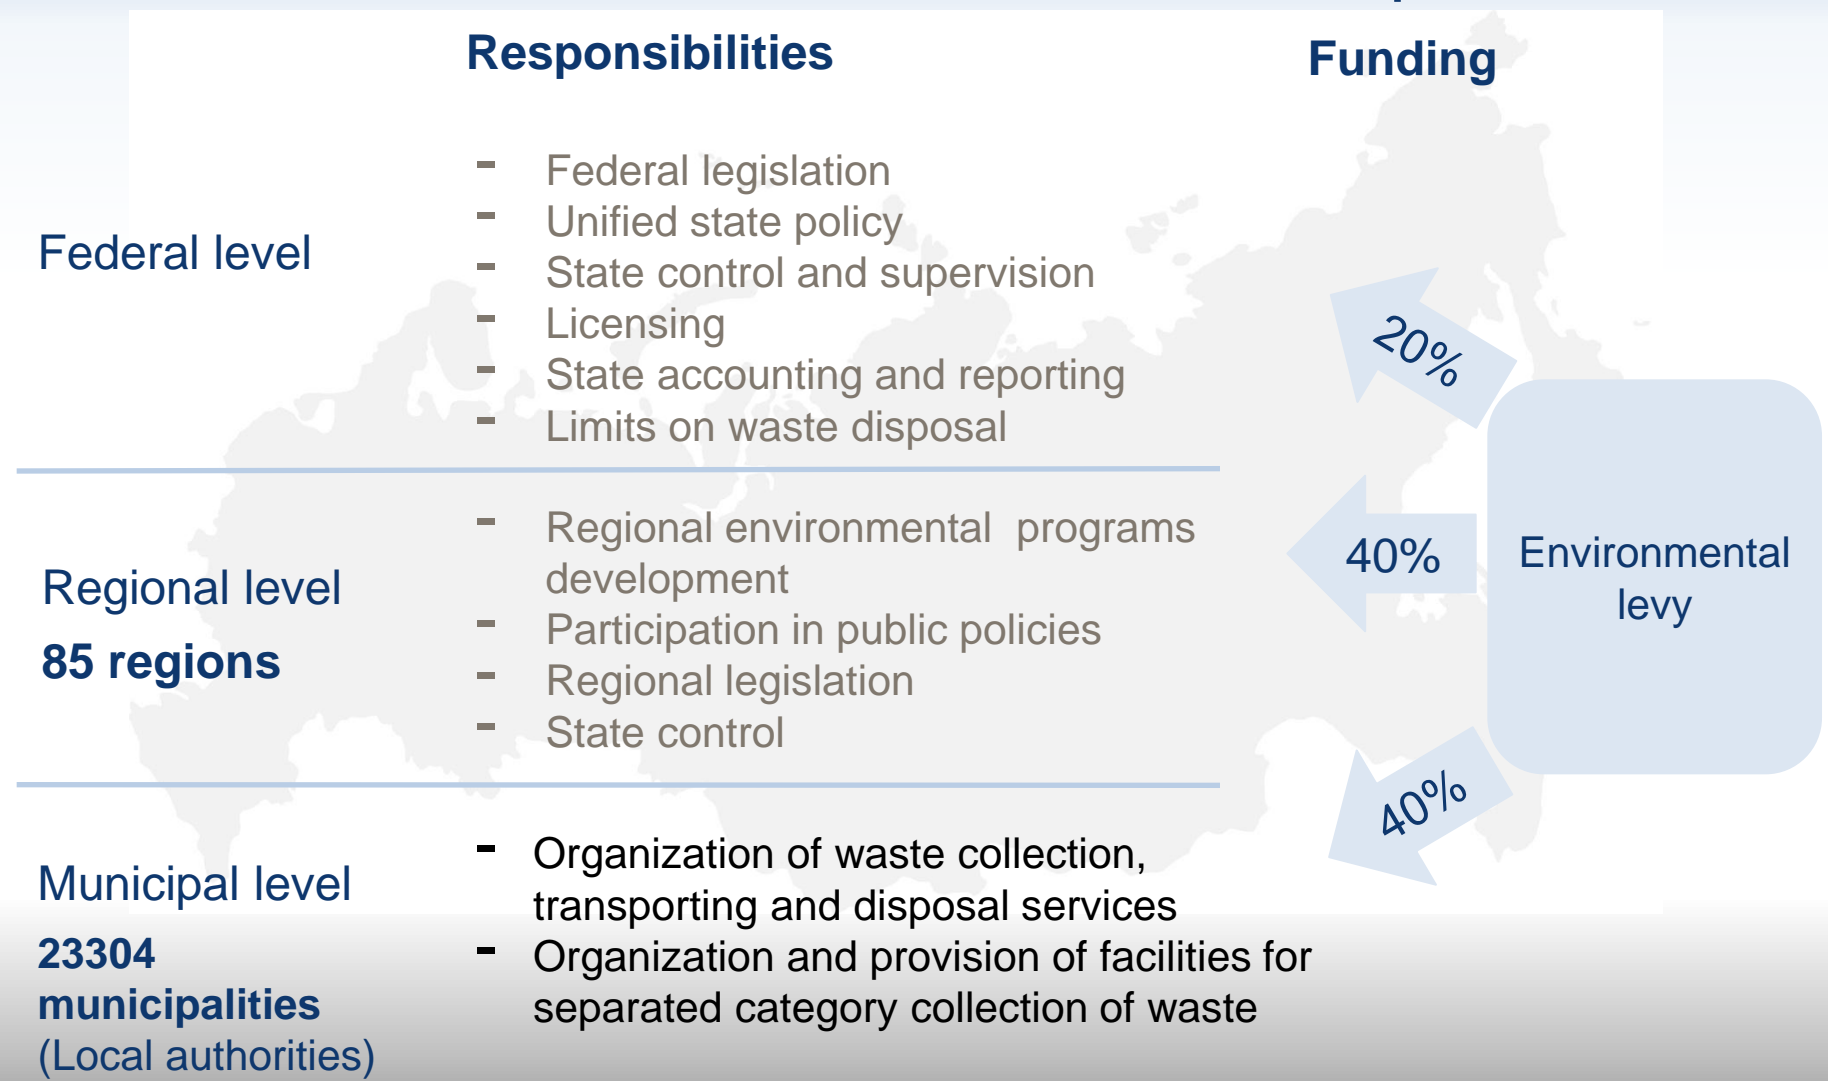 Responsibilities
Funding
Federal level
- Federal legislation
- Unified state policy
- State control and supervision
- Licensing
- State accounting and reporting
- Limits on waste disposal
20%
Regional level
85 regions
- Regional environmental programs
development
- Participation in public policies
- Regional legislation
- State control
40%
Environmental
levy
40%
Municipal level
23304
municipalities
(Local authorities)
- Organization of waste collection,
transporting and disposal services
- Organization and provision of facilities for
separated category collection of waste